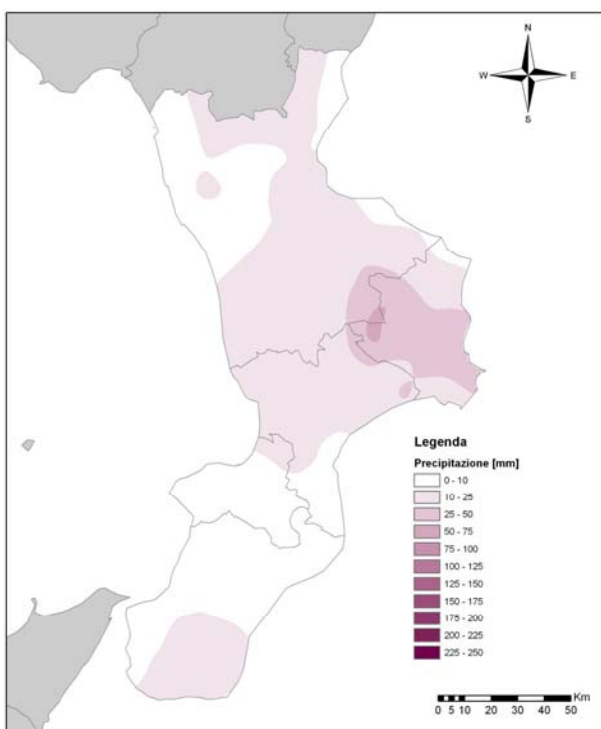 N
W E
S
Legenda
Precipitazione [mm]
0 - 10
10 - 25
25 - 50
50 - 75
75 - 100
100 - 125
125 - 150
150 - 175
175 - 200
200 - 225
225 - 250
Km
0 5 10 20 30 40 50